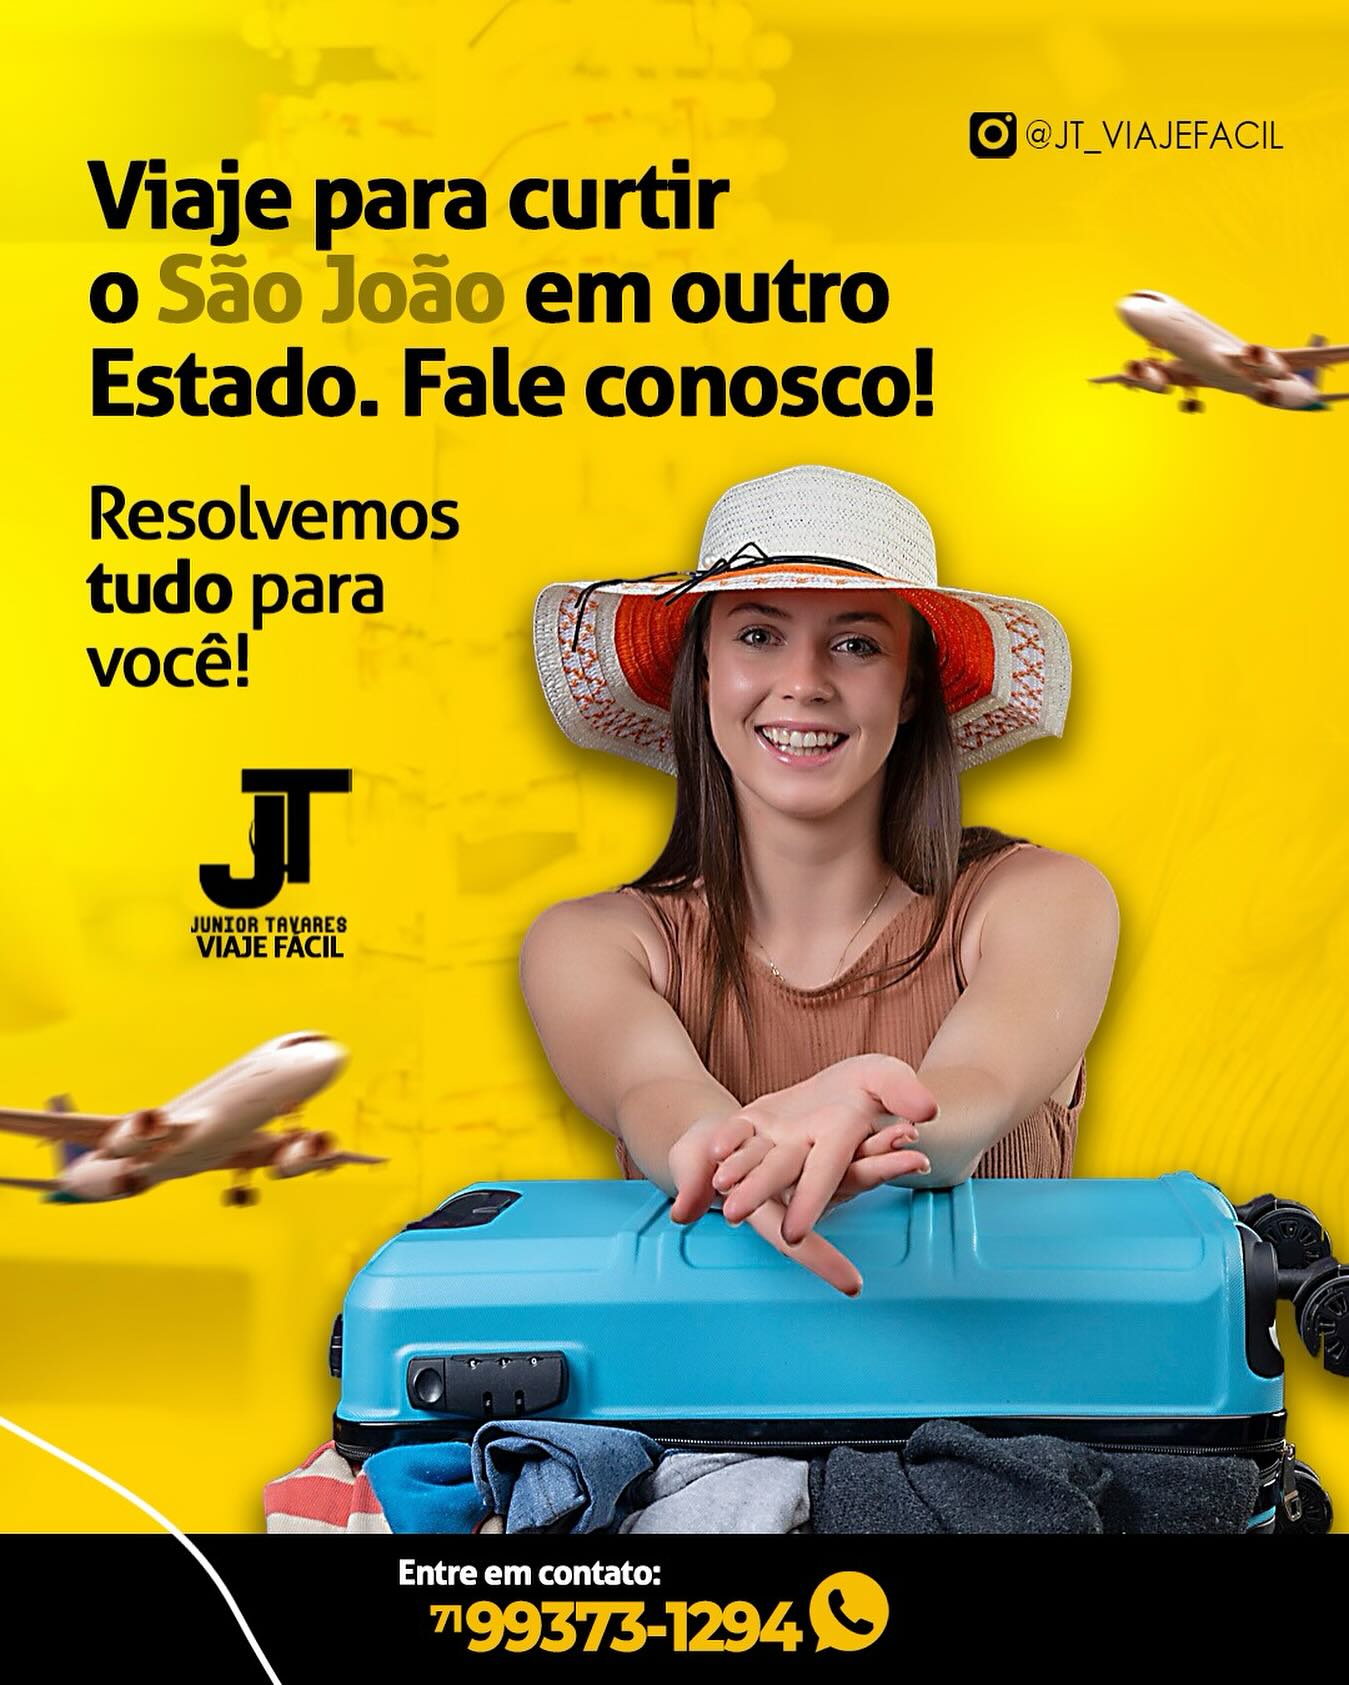 @JT_VIAJEFACIL
Viaje para curtir
o São João em outro
Estado. Fale conosco!
Resolvemos
tudo para
você!
JT
JUNIOR TAVARES
VIAJE FÁCIL
Entre em contato:
71 99373-1294